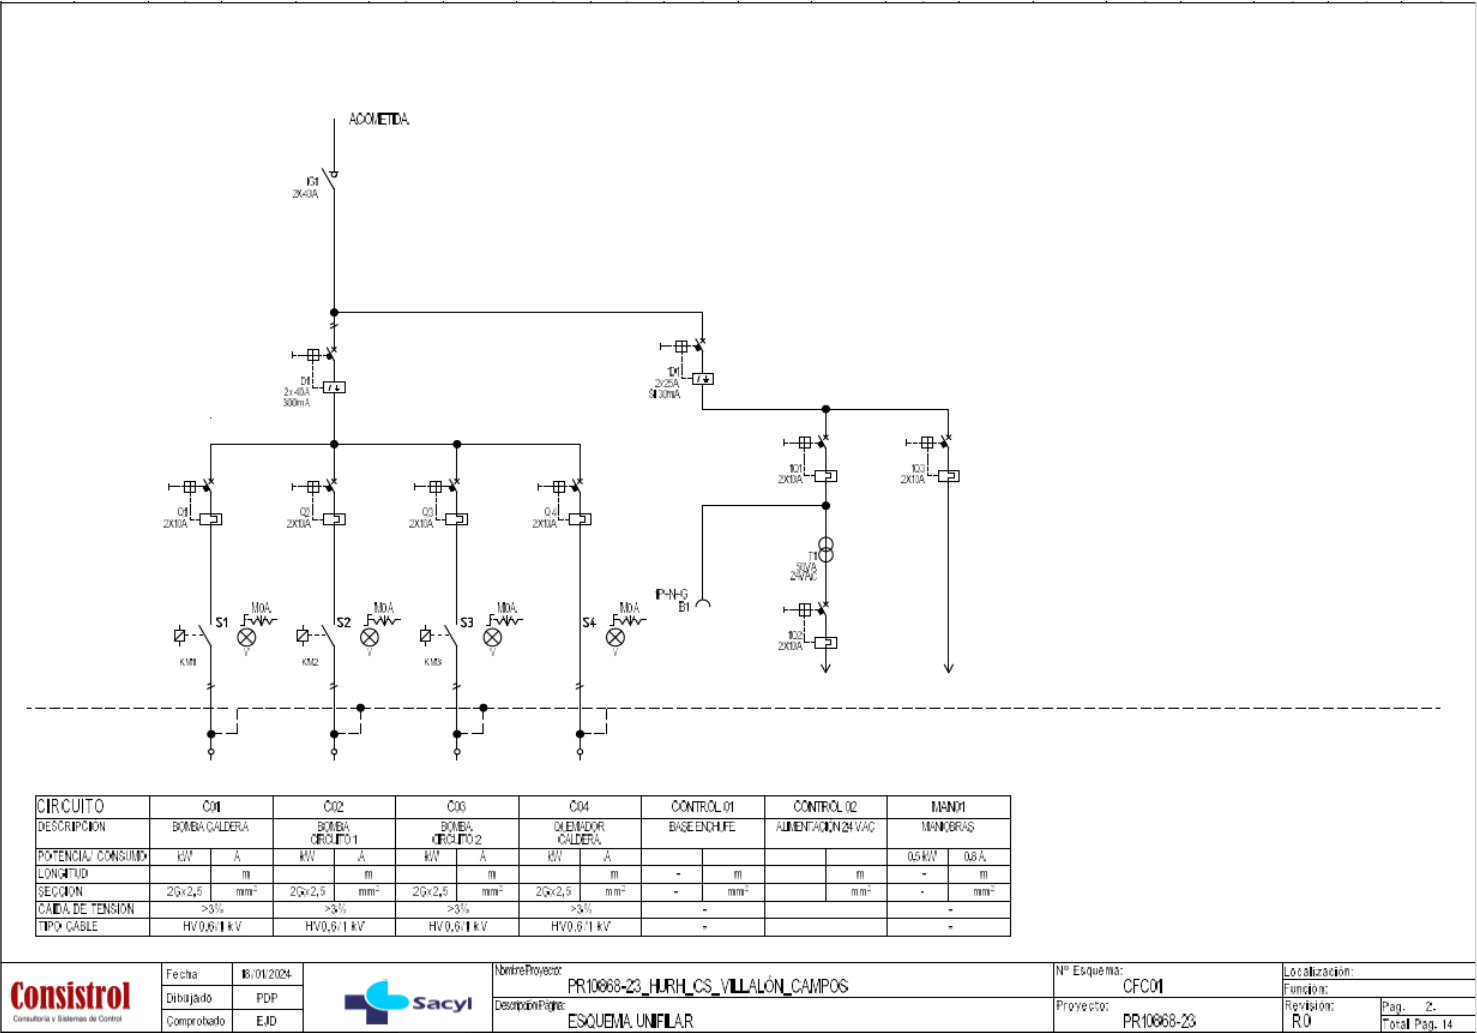 ACOMETIDA
IG1
2X40A
D1
2x40A
300mA
1D1
2x25A
SI 30mA
Q1
2X10A
Q2
2X10A
Q3
2X10A
Q4
2X10A
1Q1
2X10A
1Q3
2X10A
T1
50VA
24VAC
1P+N+G
B1
1Q2
2X10A
S1
M0A
V
KM1
S2
M0A
V
KM2
S3
M0A
V
KM3
S4
M0A
V
CIRCUITO C01 C02 C03 C04 CONTROL 01 CONTROL 02 MAN01
DESCRIPCIÓN BOMBA CALDERA BOMBA CIRCUITO 1 BOMBA CIRCUITO 2 QUEMADOR CALDERA BASE ENCHUFE ALIMENTACIÓN 24 VAC MANIOBRAS
POTENCIA/ CONSUMO kW A kW A kW A kW A 0,5 kW 0,8 A
LONGITUD m m m m - m m - m
SECCION 2Gx2,5 mm² 2Gx2,5 mm² 2Gx2,5 mm² 2Gx2,5 mm² - mm² mm² - mm²
CAIDA DE TENSION >3% >3% >3% >3% - -
TIPO CABLE HV 0,6/1 kV HV 0,6/1 kV HV 0,6/1 kV HV 0,6/1 kV - -
Consistrol
Consultoría y Sistemas de Control
Fecha 18/01/2024
Dibujado PDP
Comprobado EJD
Sacyl
Nombre Proyecto:
PR10868-23_HURH_CS_VILLALÓN_CAMPOS
Descripción Página:
ESQUEMA UNIFILAR
Nº Esquema:
CFC01
Proyecto:
PR10868-23
Localización:
Función:
Revisión:
R0
Pag. 2.
Total Pag. 14